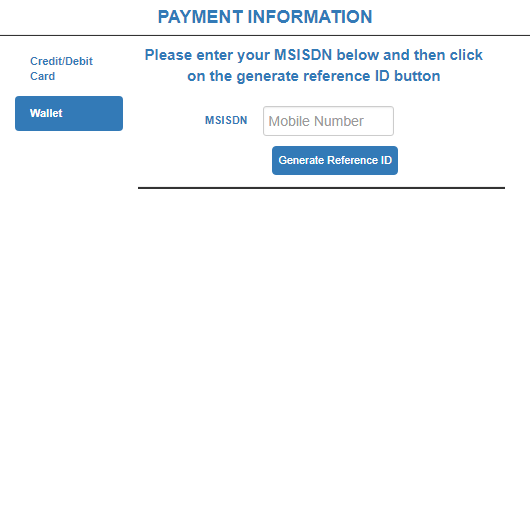 PAYMENT INFORMATION
Credit/Debit
Card
Wallet
Please enter your MSISDN below and then click
on the generate reference ID button
MSISDN
Mobile Number
Generate Reference ID